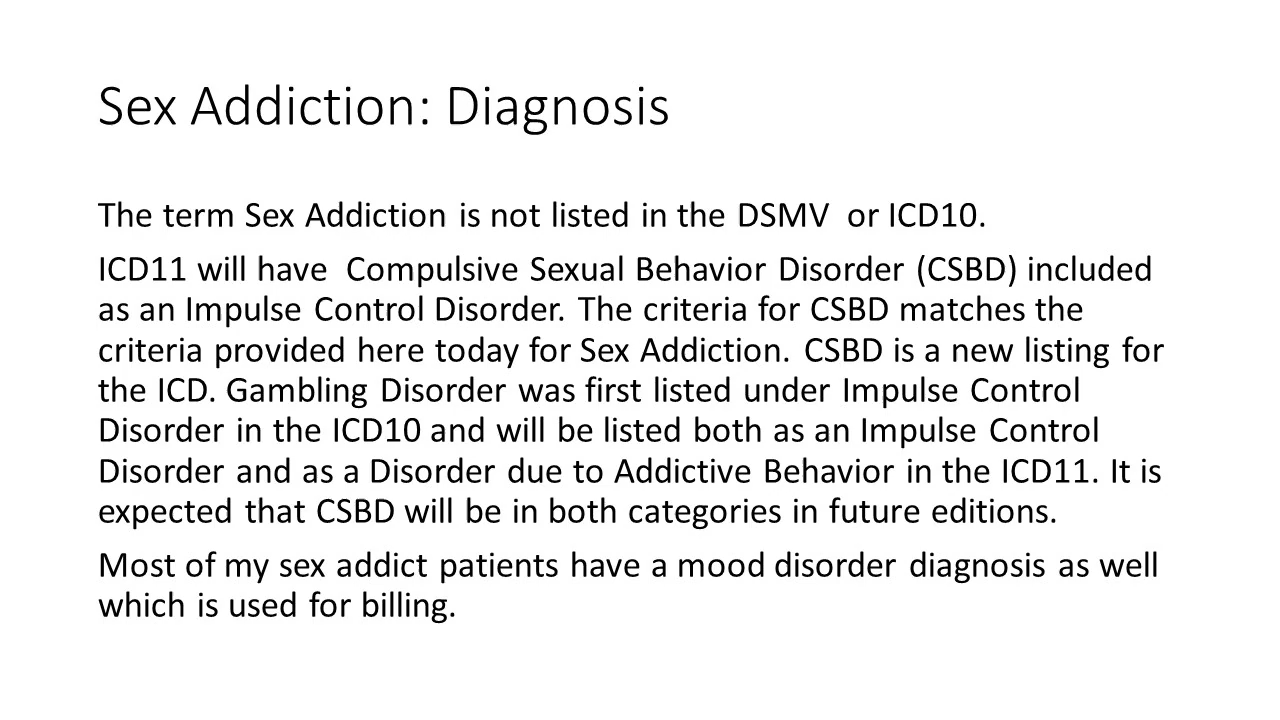 Sex Addiction: Diagnosis
The term Sex Addiction is not listed in the DSMV  or ICD10.
ICD11 will have  Compulsive Sexual Behavior Disorder (CSBD) included
as an Impulse Control Disorder. The criteria for CSBD matches the
criteria provided here today for Sex Addiction. CSBD is a new listing for
the ICD. Gambling Disorder was first listed under Impulse Control
Disorder in the ICD10 and will be listed both as an Impulse Control
Disorder and as a Disorder due to Addictive Behavior in the ICD11. It is
expected that CSBD will be in both categories in future editions.
Most of my sex addict patients have a mood disorder diagnosis as well
which is used for billing.